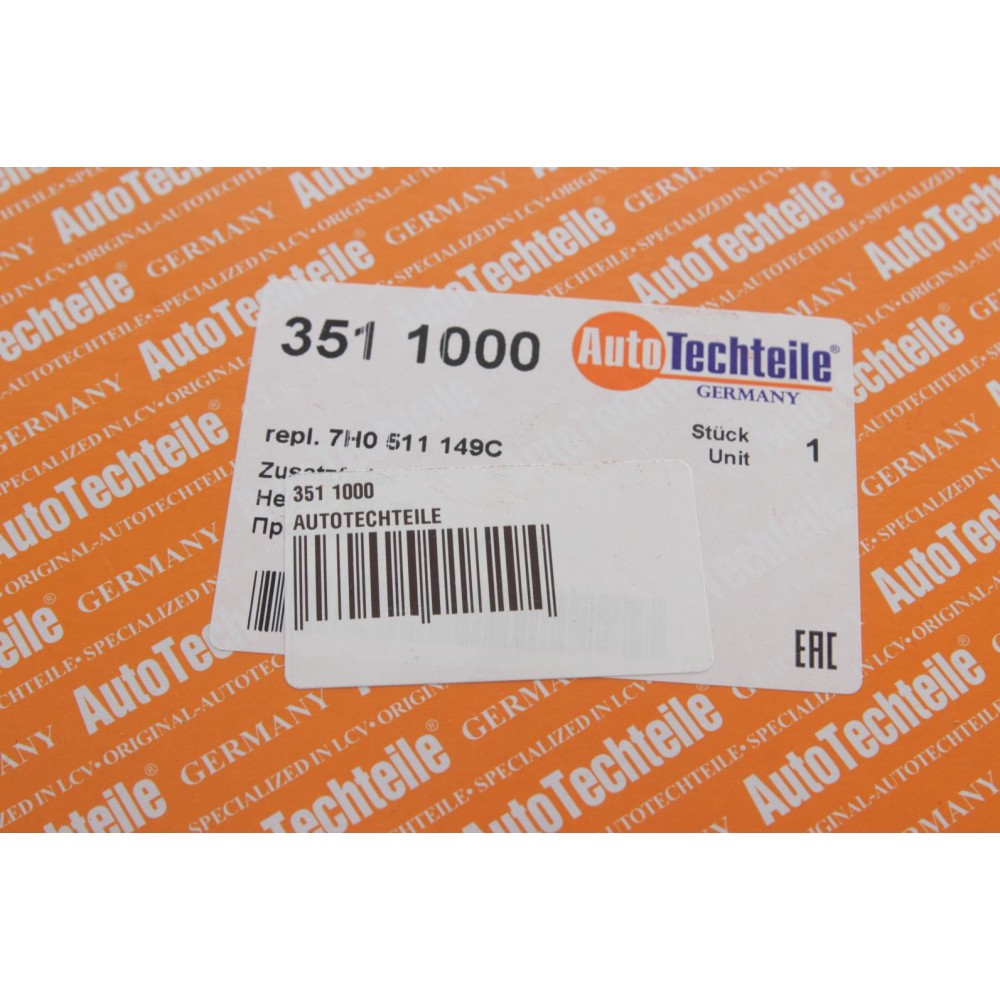 351 1000
AutoTechteile®
GERMANY
repl. 7H0 511 149C
Stück
Unit
1
351 1000
AUTOTECHTEILE
EAC
AutoTechteile®
GERMANY
SPECIALIZED IN LCV • ORIGINAL-AUTOTECHTEILE •